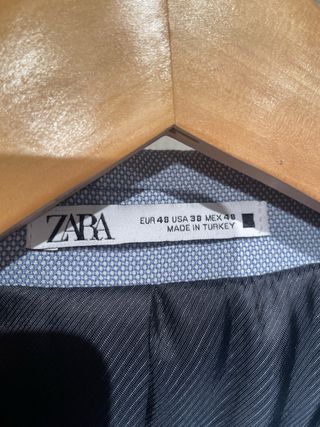 ZARA
EUR 48 USA 38 MEX 48
MADE IN TURKEY